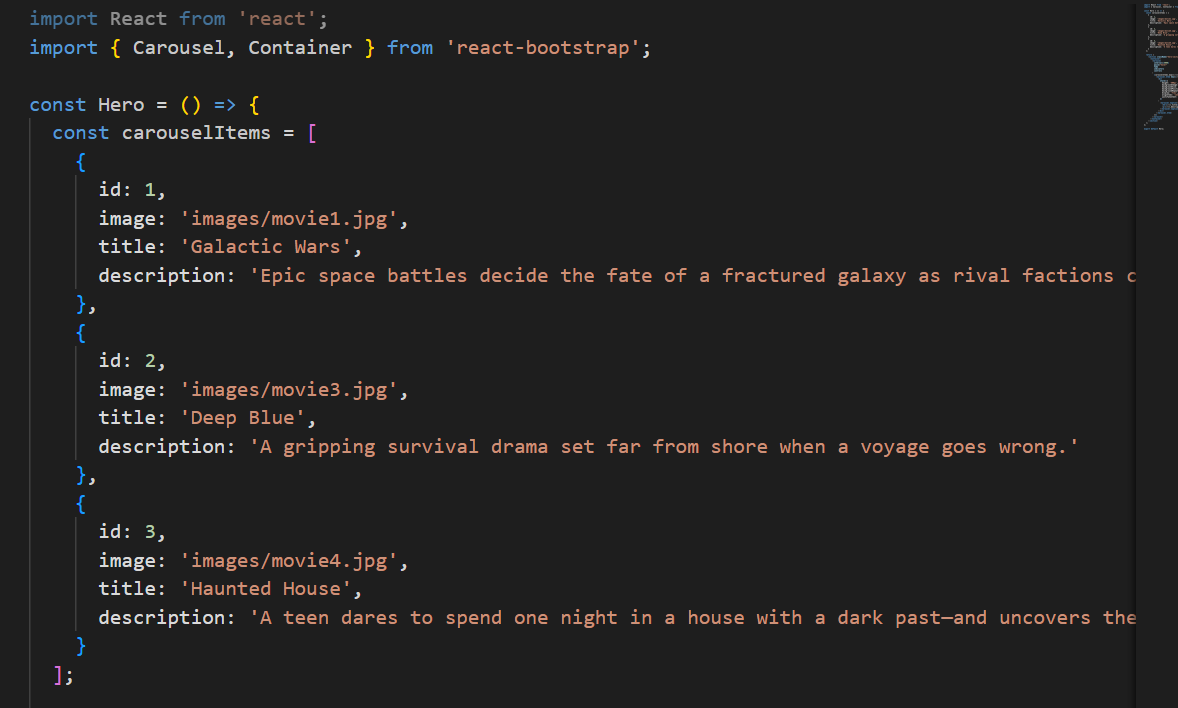 import React from 'react';
import { Carousel, Container } from 'react-bootstrap';
const Hero = () => {
const carouselItems = [
{
id: 1,
image: 'images/movie1.jpg',
title: 'Galactic Wars',
description: 'Epic space battles decide the fate of a fractured galaxy as rival factions
},
{
id: 2,
image: 'images/movie3.jpg',
title: 'Deep Blue',
description: 'A gripping survival drama set far from shore when a voyage goes wrong.'
},
{
id: 3,
image: 'images/movie4.jpg',
title: 'Haunted House',
description: 'A teen dares to spend one night in a house with a dark past—and uncovers the
}
];